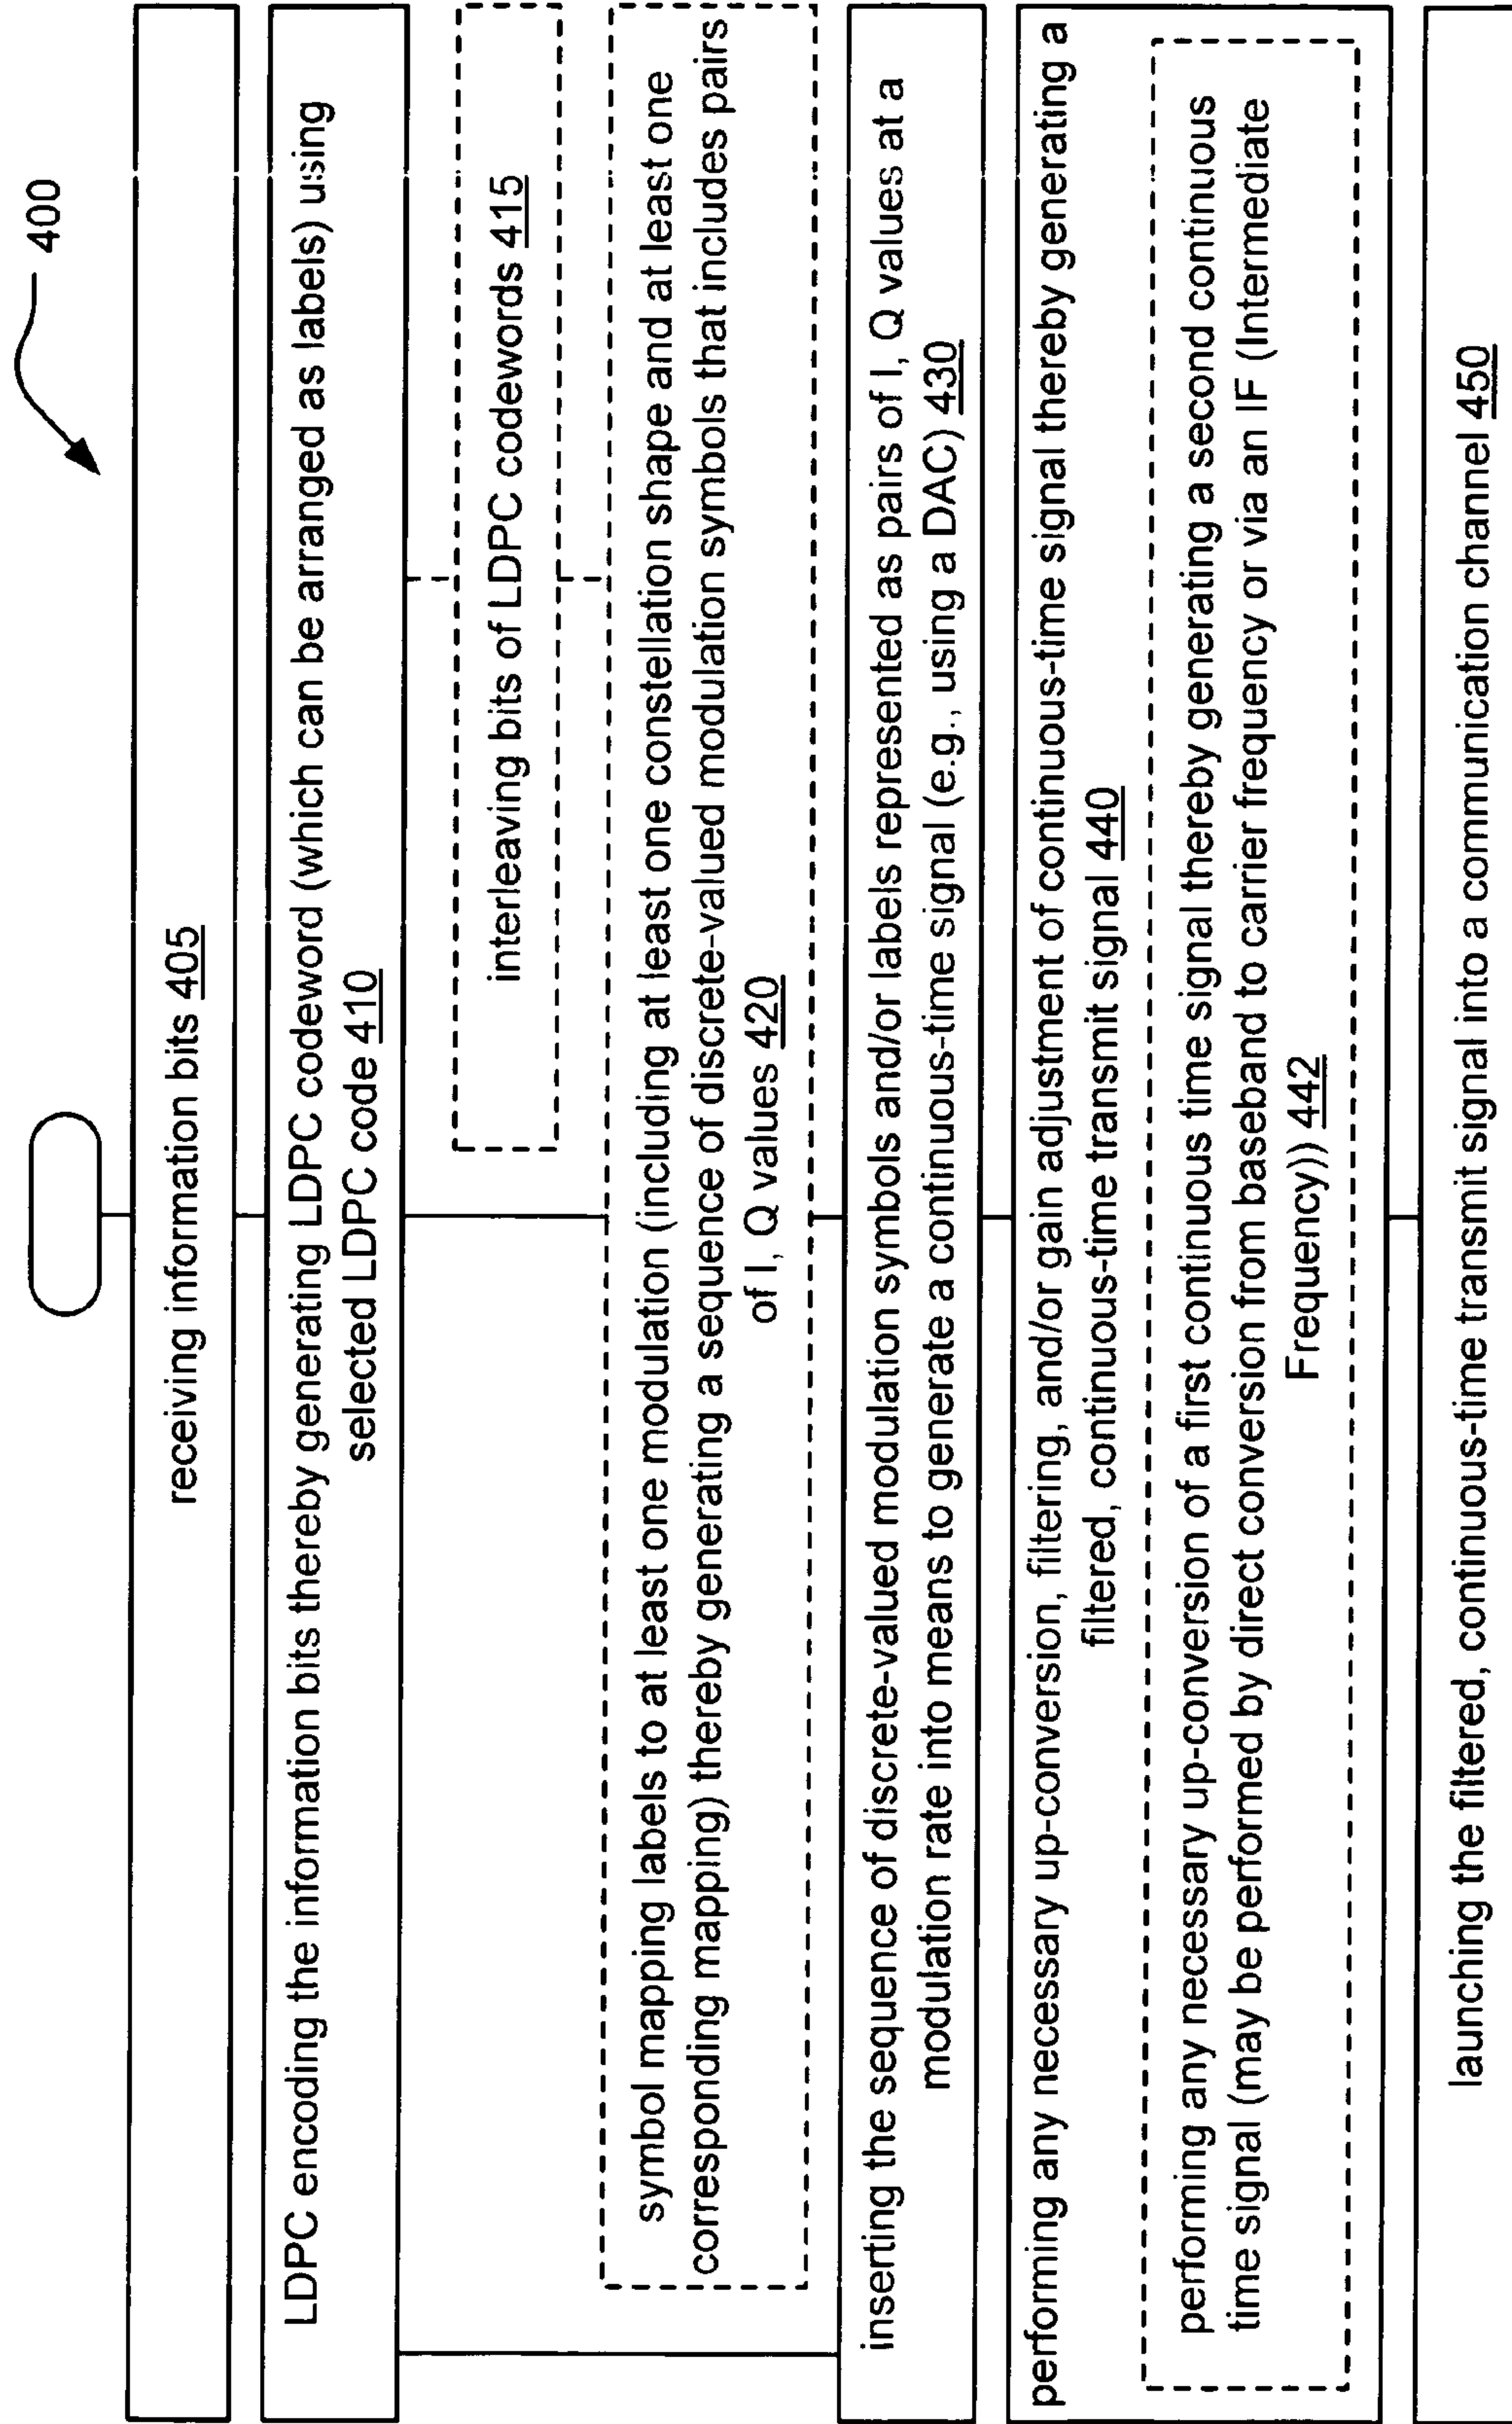 400
receiving information bits 405
LDPC encoding the information bits thereby generating LDPC codeword (which can be arranged as labels) using
selected LDPC code 410
interleaving bits of LDPC codewords 415
symbol mapping labels to at least one modulation (including at least one constellation shape and at least one
corresponding mapping) thereby generating a sequence of discrete-valued modulation symbols that includes pairs
of I, Q values 420
inserting the sequence of discrete-valued modulation symbols and/or labels represented as pairs of I, Q values at a
modulation rate into means to generate a continuous-time signal (e.g., using a DAC) 430
performing any necessary up-conversion, filtering, and/or gain adjustment of continuous-time signal thereby generating a
filtered, continuous-time transmit signal 440
performing any necessary up-conversion of a first continuous time signal thereby generating a second continuous
time signal (may be performed by direct conversion from baseband to carrier frequency or via an IF (Intermediate
Frequency)) 442
launching the filtered, continuous-time transmit signal into a communication channel 450